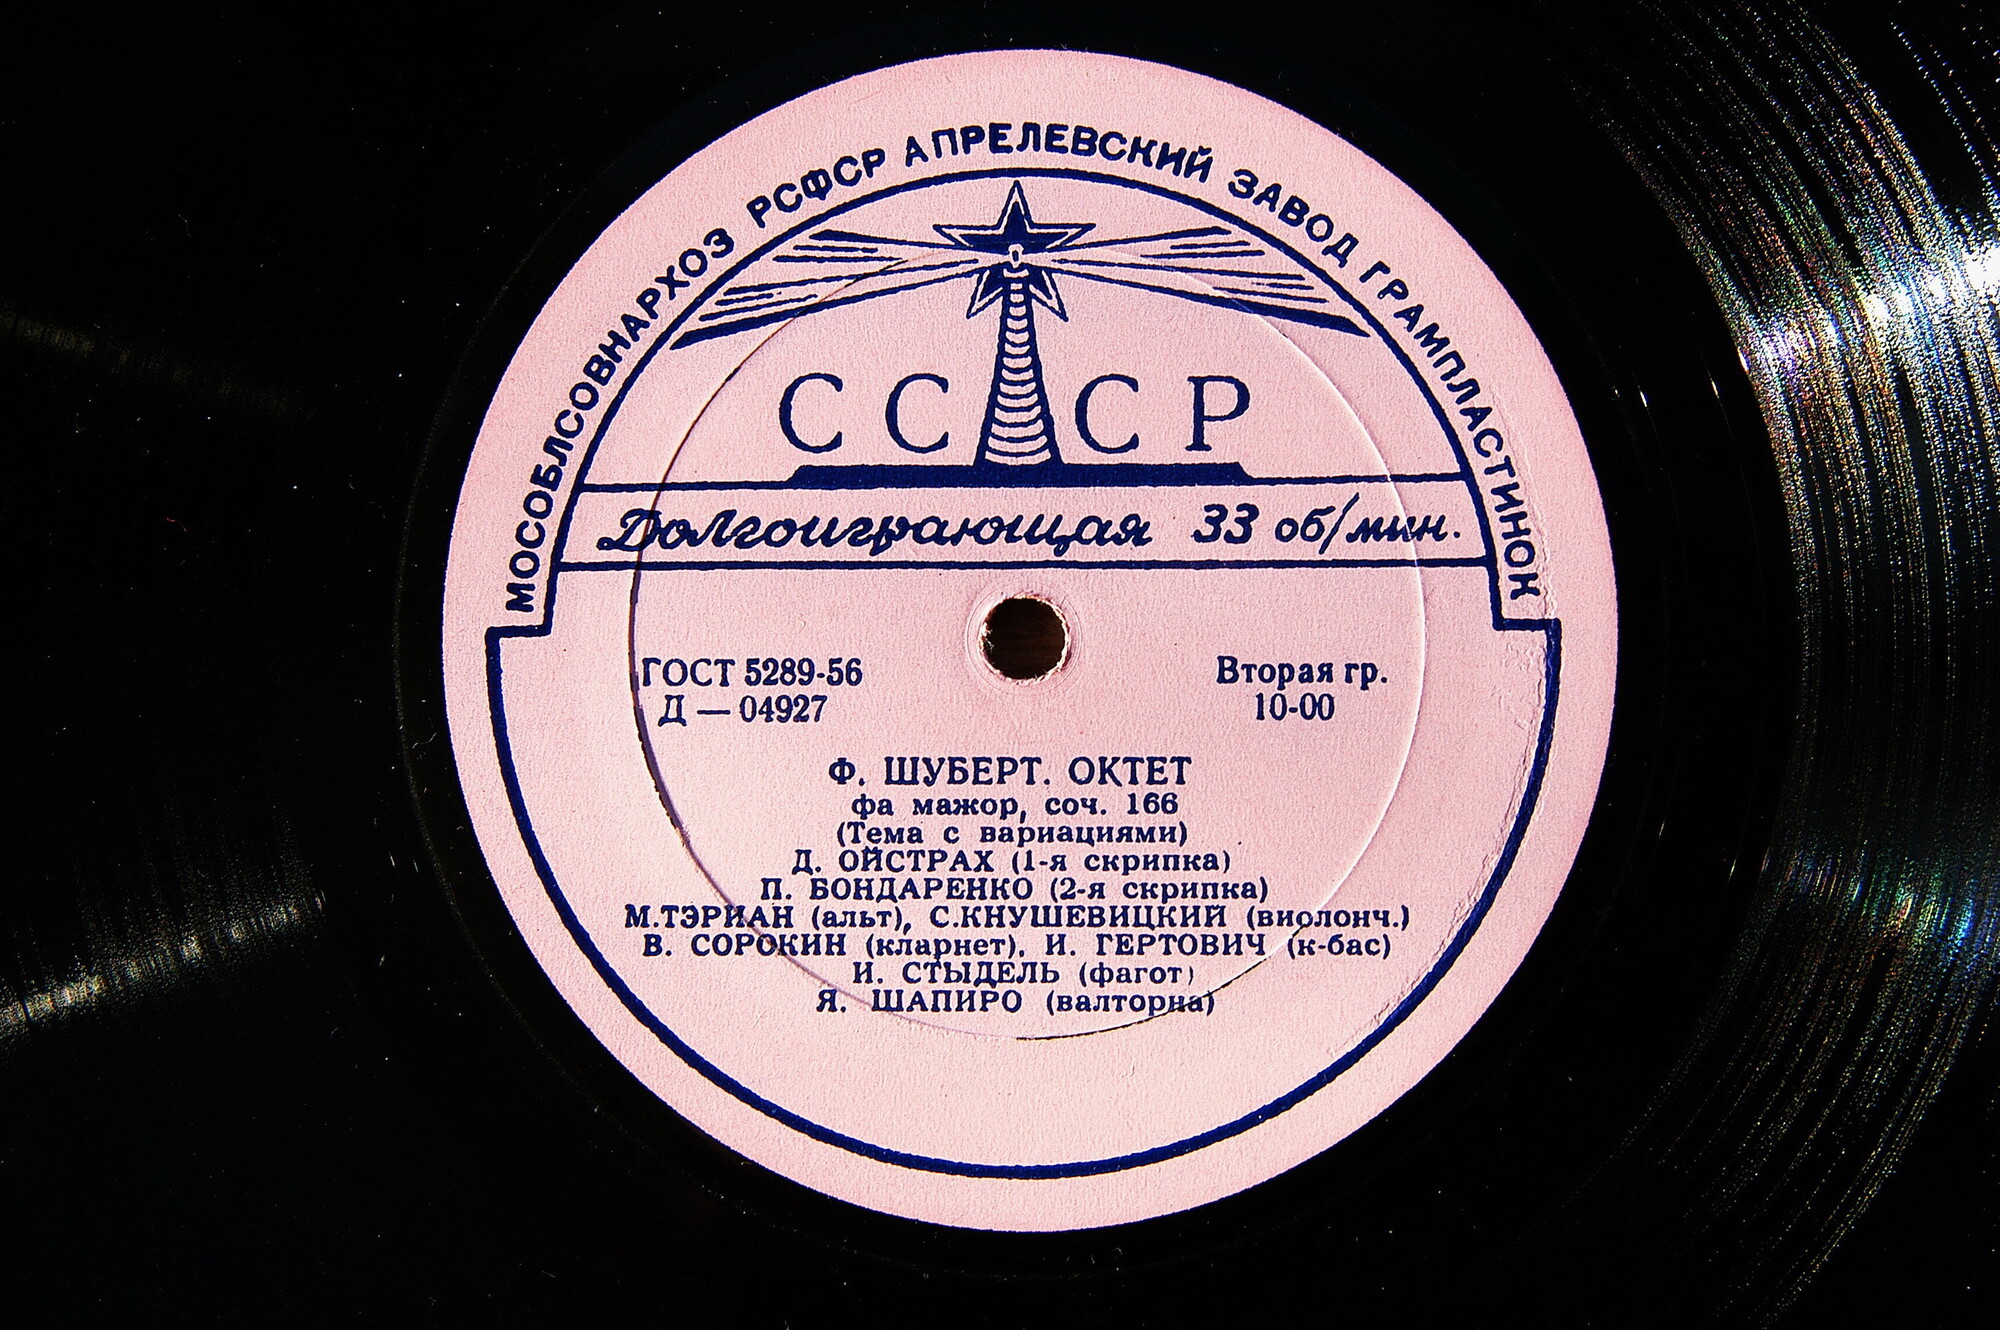 МОСОБЛСОВНАРХОЗ РСФСР АПРЕЛЕВСКИЙ ЗАВОД ГРАМПЛАСТИНОК
СССР
Долгоиграющая 33 об/мин.
ГОСТ 5289-56
Д — 04927
Вторая гр.
10-00
Ф. ШУБЕРТ. ОКТЕТ
фа мажор, соч. 166
(Тема с вариациями)
Д. ОЙСТРАХ (1-я скрипка)
П. БОНДАРЕНКО (2-я скрипка)
М.ТЭРИАН (альт), С.КНУШЕВИЦКИЙ (виолонч.)
В. СОРОКИН (кларнет), И. ГЕРТОВИЧ (к-бас)
И. СТЫДЕЛЬ (фагот)
Я. ШАПИРО (валторна)